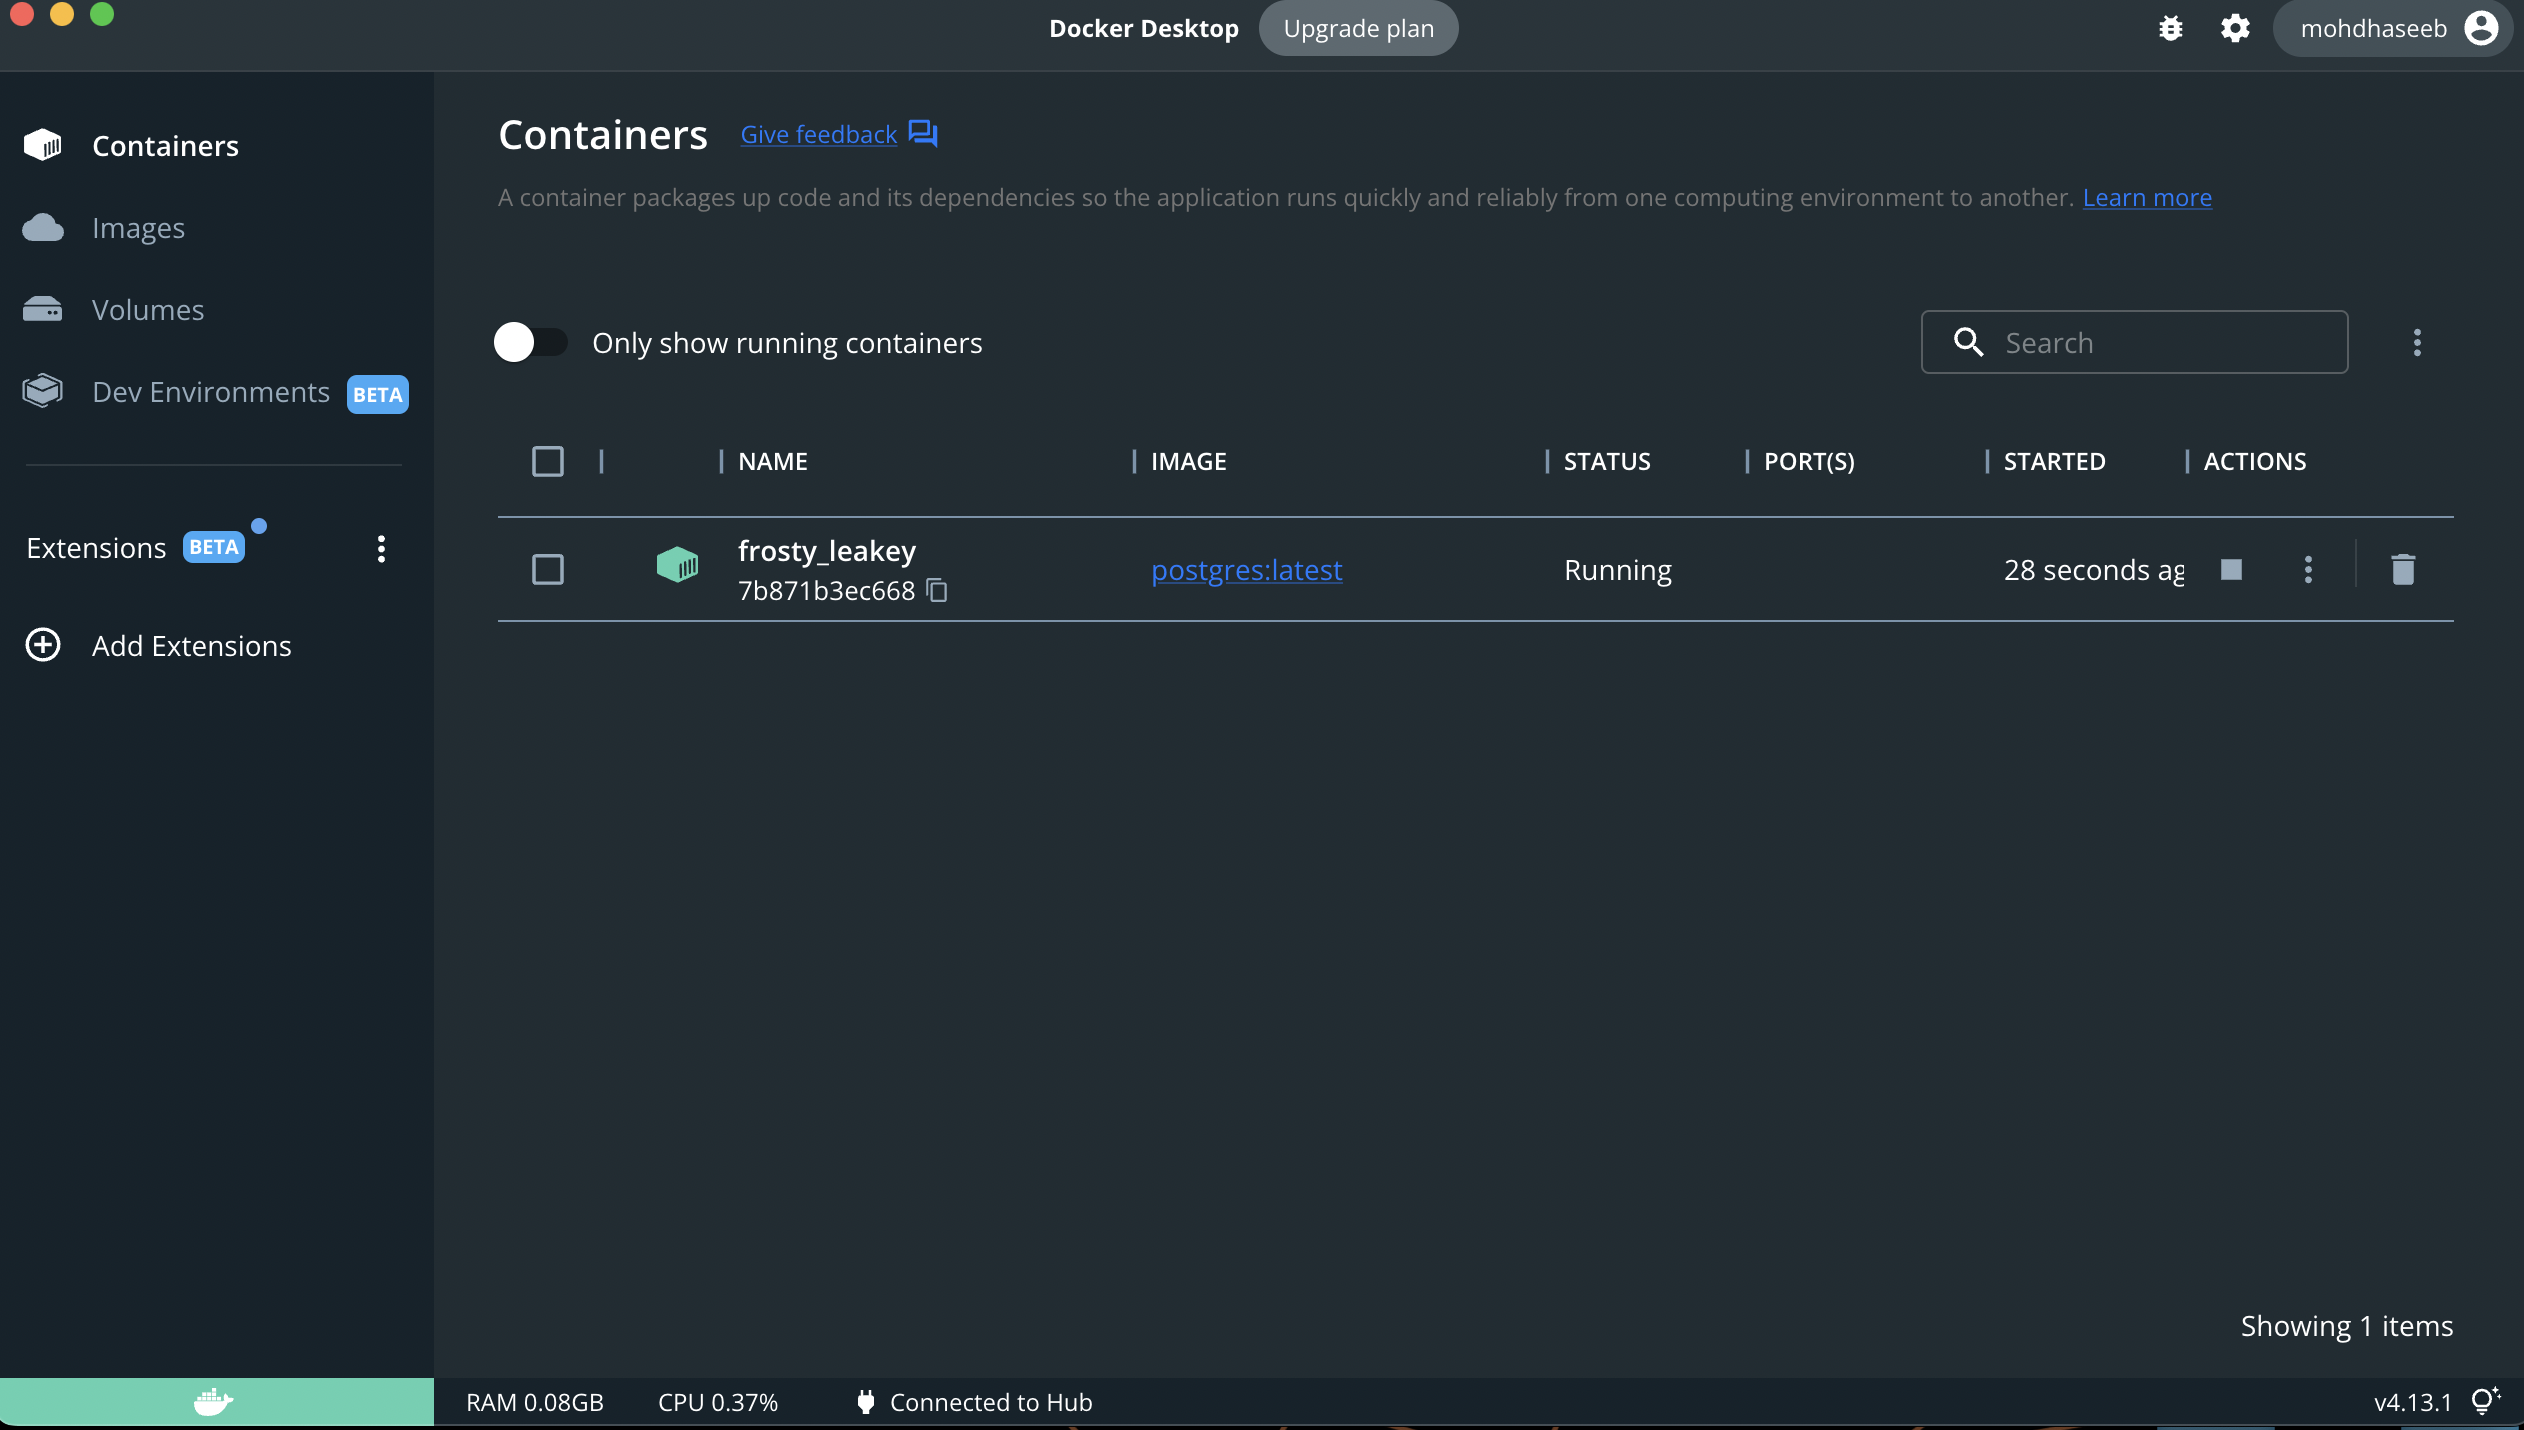 Docker Desktop Upgrade plan mohdhaseeb
Containers
Images
Volumes
Dev Environments BETA
Extensions BETA
Add Extensions
Containers Give feedback
A container packages up code and its dependencies so the application runs quickly and reliably from one computing environment to another. Learn more
Only show running containers Search
NAME IMAGE STATUS PORT(S) STARTED ACTIONS
frosty_leakey
7b871b3ec668
postgres:latest Running 28 seconds ag
Showing 1 items
RAM 0.08GB CPU 0.37% Connected to Hub v4.13.1